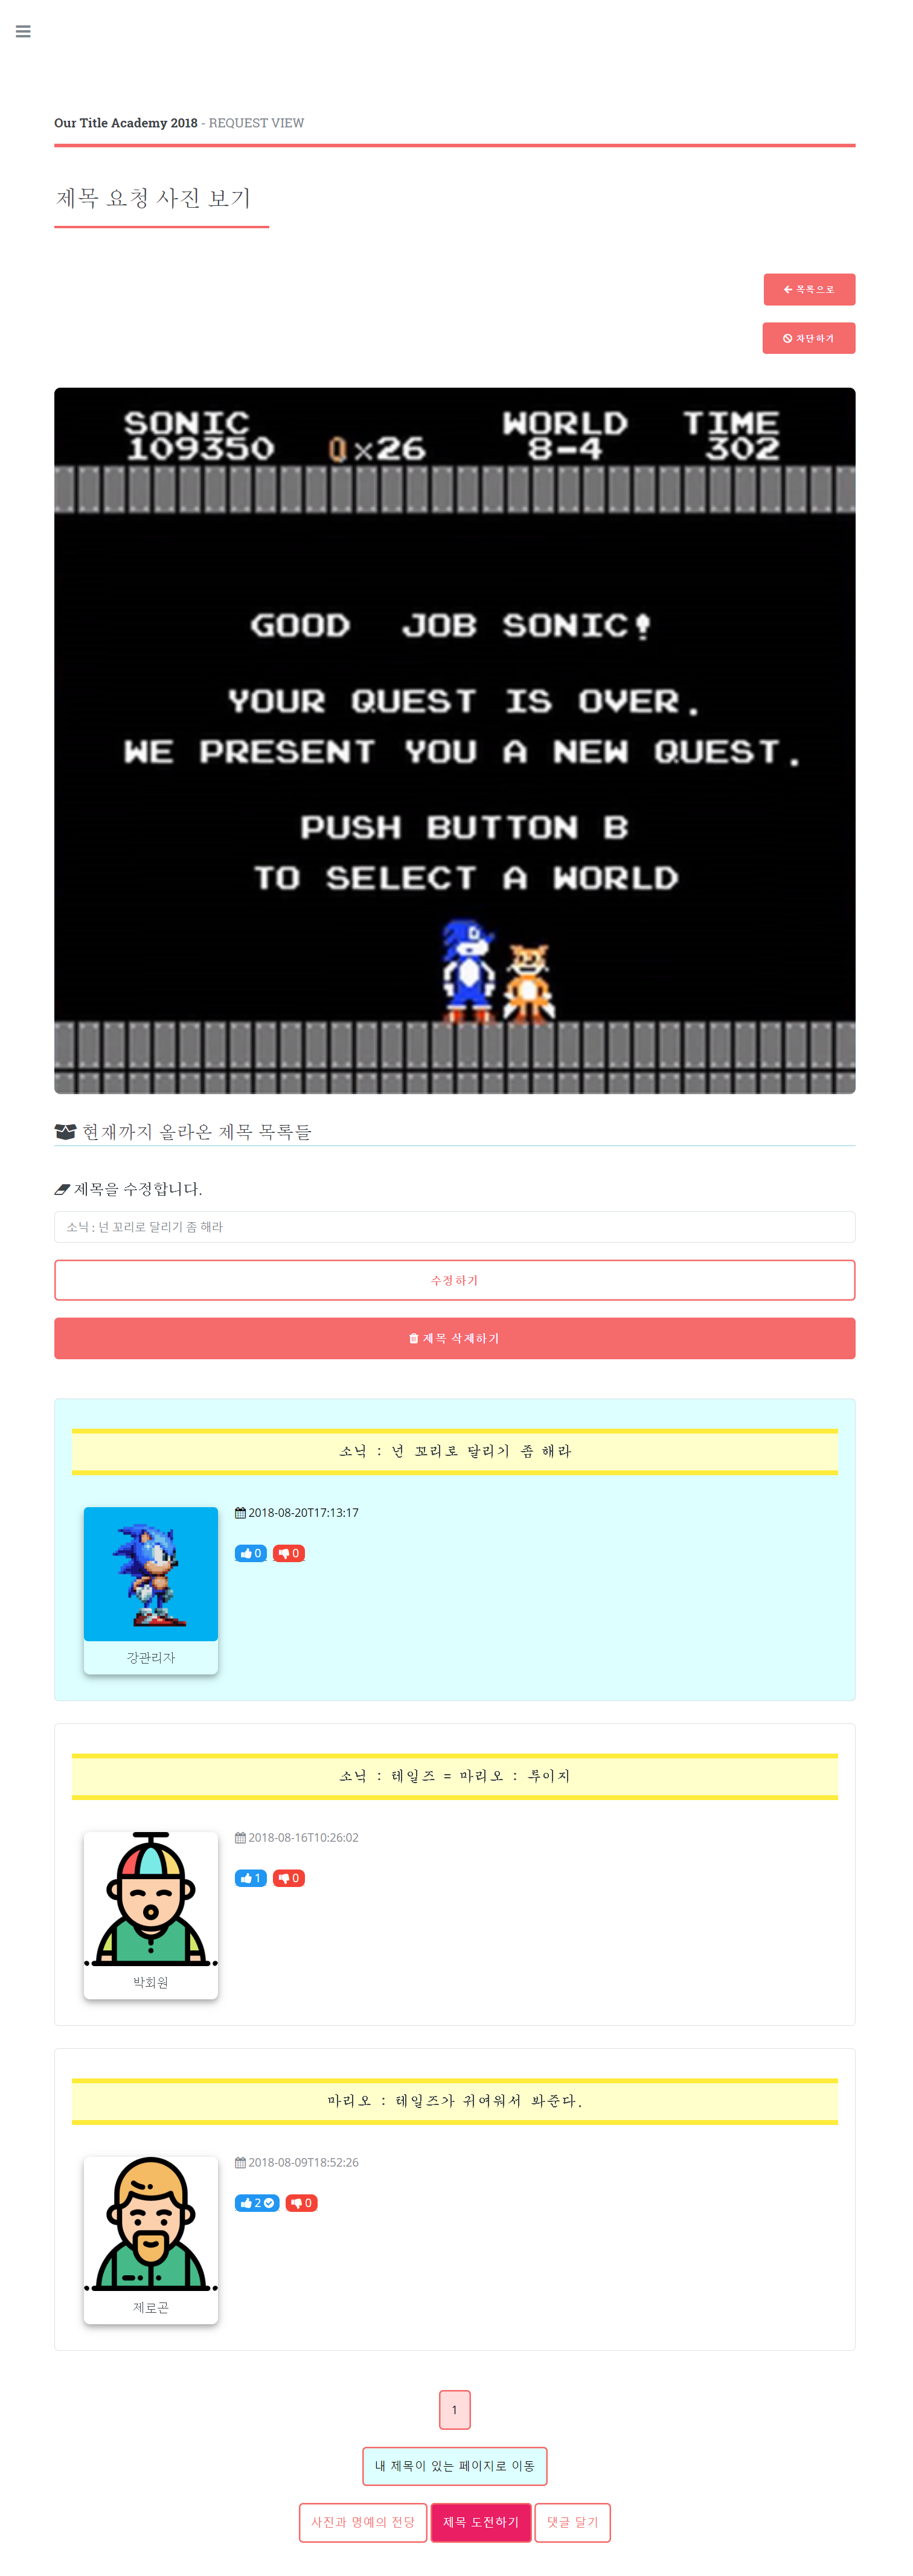 Our Title Academy 2018 - REQUEST VIEW
제목 요청 사진 보기
목록으로
차단하기
SONIC WORLD TIME
109350 ×26 8-4 302
GOOD JOB SONIC!
YOUR QUEST IS OVER.
WE PRESENT YOU A NEW QUEST.
PUSH BUTTON B
TO SELECT A WORLD
현재까지 올라온 제목 목록들
제목을 수정합니다.
소닉 : 넌 꼬리로 달리기 좀 해라
수정하기
제목 삭제하기
소닉 : 넌 꼬리로 달리기 좀 해라
2018-08-20T17:13:17
0 0
강관리자
소닉 : 테일즈 = 마리오 : 루이지
2018-08-16T10:26:02
1 0
박회원
마리오 : 테일즈가 귀여워서 봐준다.
2018-08-09T18:52:26
2 0
제로곤
1
내 제목이 있는 페이지로 이동
사진과 명예의 전당 제목 도전하기 댓글 달기